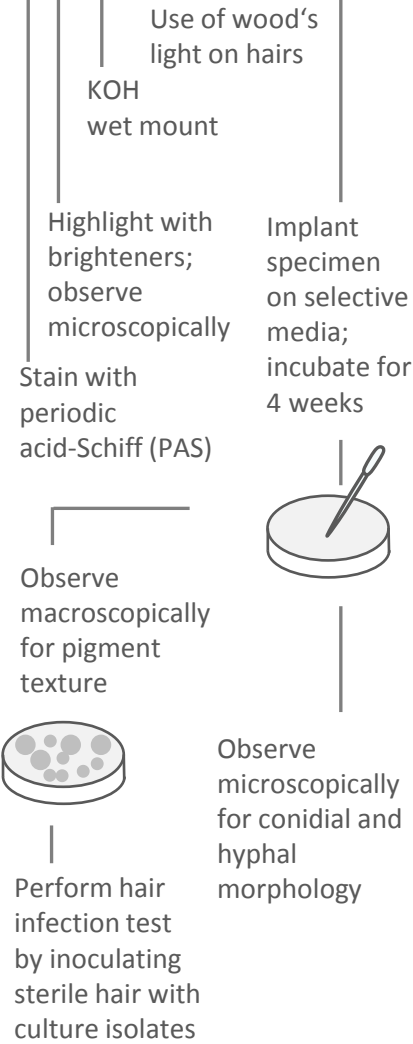 Use of wood's
light on hairs
KOH
wet mount
Highlight with
brighteners;
observe
microscopically
Implant
specimen
on selective
media;
incubate for
4 weeks
Stain with
periodic
acid-Schiff (PAS)
Observe
macroscopically
for pigment
texture
Observe
microscopically
for conidial and
hyphal
morphology
Perform hair
infection test
by inoculating
sterile hair with
culture isolates